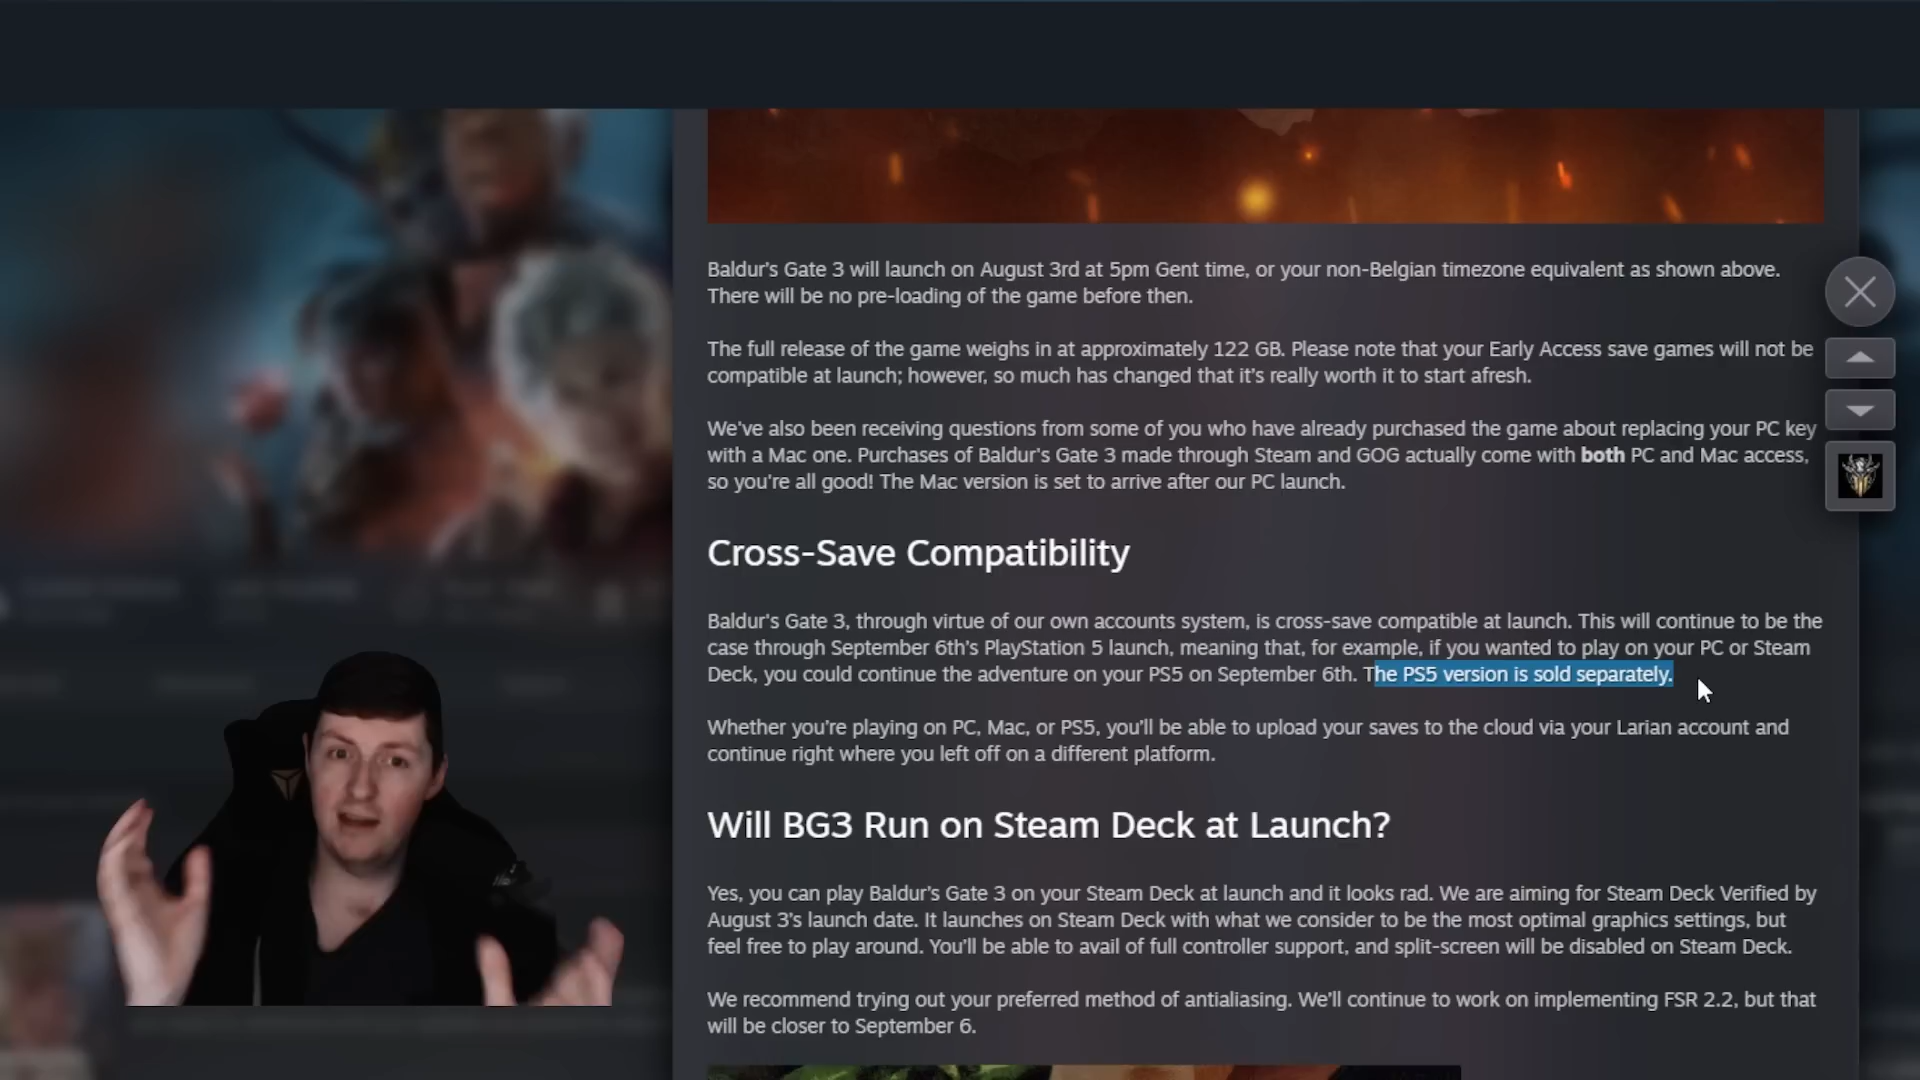 Baldur's Gate 3 will launch on August 3rd at 5pm Gent time, or your non-Belgian timezone equivalent as shown above.
There will be no pre-loading of the game before then.
The full release of the game weighs in at approximately 122 GB. Please note that your Early Access save games will not be
compatible at launch; however, so much has changed that it's really worth it to start afresh.
We've also been receiving questions from some of you who have already purchased the game about replacing your PC key
with a Mac one. Purchases of Baldur's Gate 3 made through Steam and GOG actually come with both PC and Mac access,
so you're all good! The Mac version is set to arrive after our PC launch.
Cross-Save Compatibility
Baldur's Gate 3, through virtue of our own accounts system, is cross-save compatible at launch. This will continue to be the
case through September 6th's PlayStation 5 launch, meaning that, for example, if you wanted to play on your PC or Steam
Deck, you could continue the adventure on your PS5 on September 6th. The PS5 version is sold separately.
Whether you're playing on PC, Mac, or PS5, you'll be able to upload your saves to the cloud via your Larian account and
continue right where you left off on a different platform.
Will BG3 Run on Steam Deck at Launch?
Yes, you can play Baldur's Gate 3 on your Steam Deck at launch and it looks rad. We are aiming for Steam Deck Verified by
August 3's launch date. It launches on Steam Deck with what we consider to be the most optimal graphics settings, but
feel free to play around. You'll be able to avail of full controller support, and split-screen will be disabled on Steam Deck.
We recommend trying out your preferred method of antialiasing. We'll continue to work on implementing FSR 2.2, but that
will be closer to September 6.